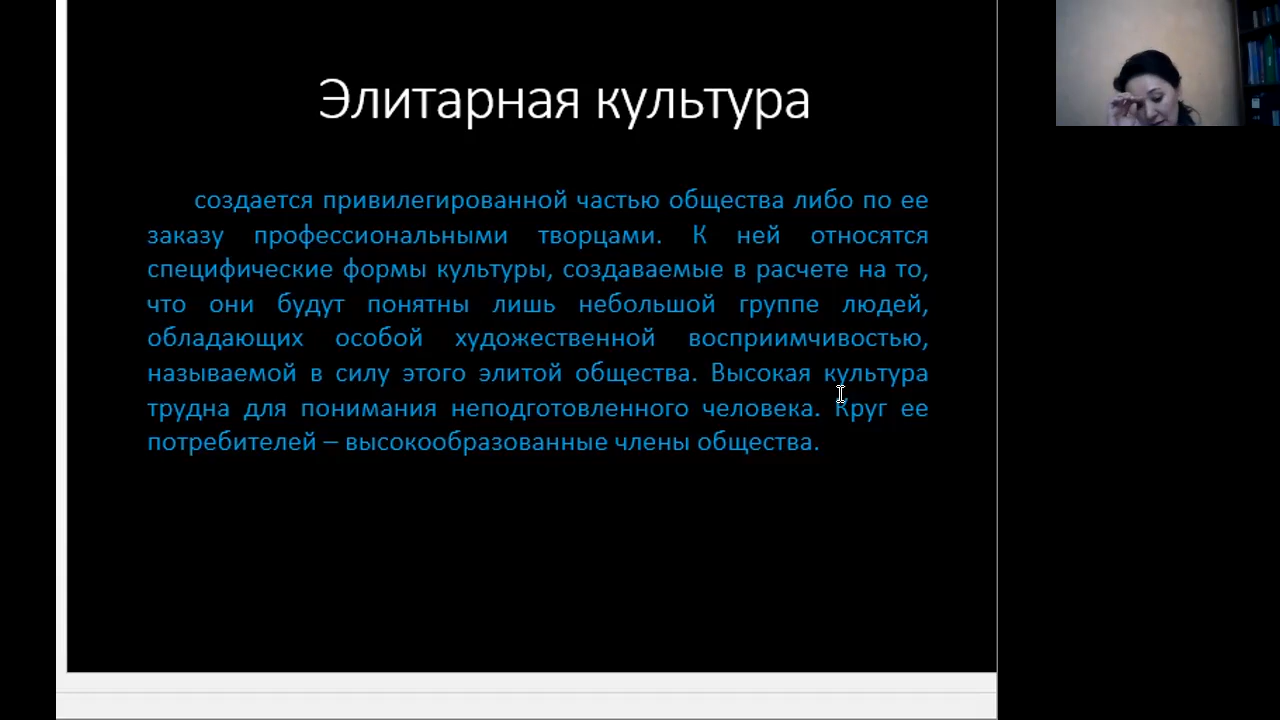 Элитарная культура
создается привилегированной частью общества либо по ее
заказу профессиональными творцами. К ней относятся
специфические формы культуры, создаваемые в расчете на то,
что они будут понятны лишь небольшой группе людей,
обладающих особой художественной восприимчивостью,
называемой в силу этого элитой общества. Высокая культура
трудна для понимания неподготовленного человека. Круг ее
потребителей – высокообразованные члены общества.